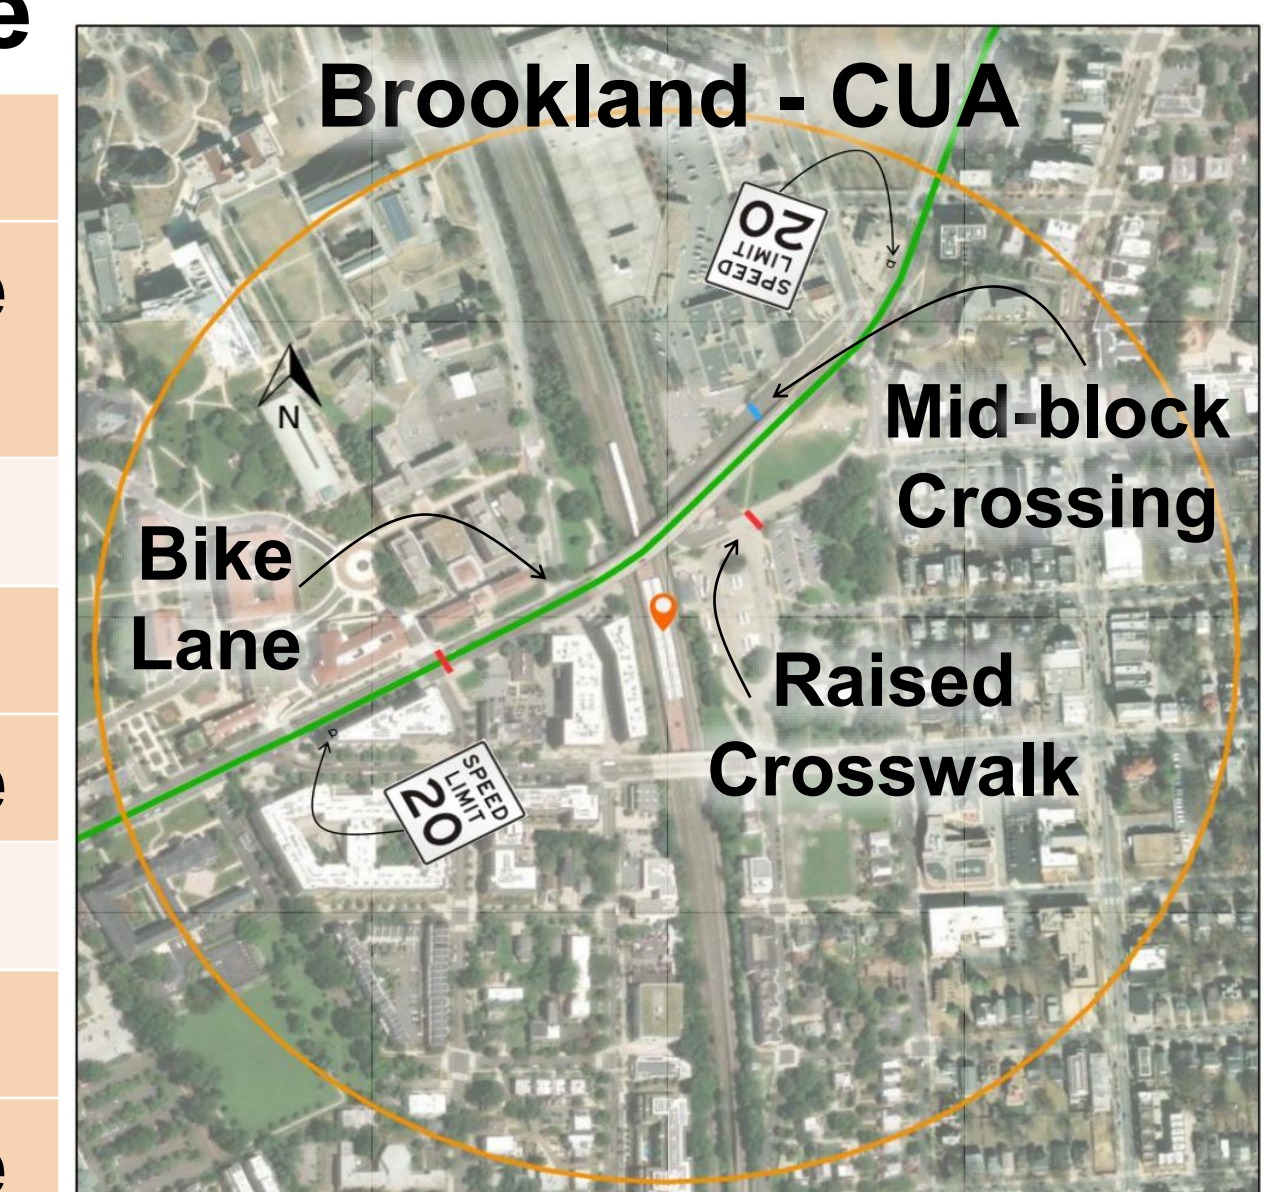 e
Brookland - CUA
SPEED
LIMIT
20
e
N
Mid-block
Crossing
Bike
Lane
Raised
Crosswalk
SPEED
LIMIT
20
e
e